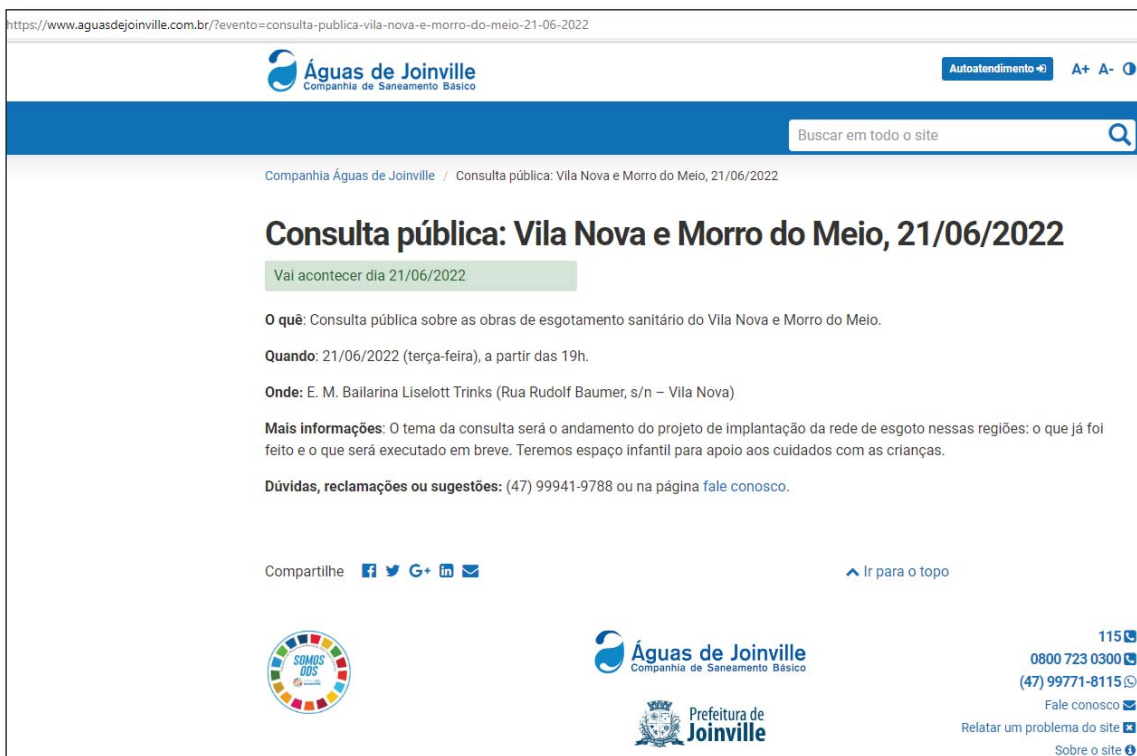 https://www.aguasdejoinville.com.br/?evento=consulta-publica-vila-nova-e-morro-do-meio-21-06-2022
Águas de Joinville
Companhia de Saneamento Básico
Autoatendimento
A+ A-
Buscar em todo o site
Companhia Águas de Joinville / Consulta pública: Vila Nova e Morro do Meio, 21/06/2022
Consulta pública: Vila Nova e Morro do Meio, 21/06/2022
Vai acontecer dia 21/06/2022
O quê: Consulta pública sobre as obras de esgotamento sanitário do Vila Nova e Morro do Meio.
Quando: 21/06/2022 (terça-feira), a partir das 19h.
Onde: E. M. Bailarina Liselott Trinks (Rua Rudolf Baumer, s/n – Vila Nova)
Mais informações: O tema da consulta será o andamento do projeto de implantação da rede de esgoto nessas regiões: o que já foi
feito e o que será executado em breve. Teremos espaço infantil para apoio aos cuidados com as crianças.
Dúvidas, reclamações ou sugestões: (47) 99941-9788 ou na página fale conosco.
Compartilhe
G+
Ir para o topo
SOMOS
ODS
Águas de Joinville
Companhia de Saneamento Básico
Prefeitura de
Joinville
115
0800 723 0300
(47) 99771-8115
Fale conosco
Relatar um problema do site
Sobre o site